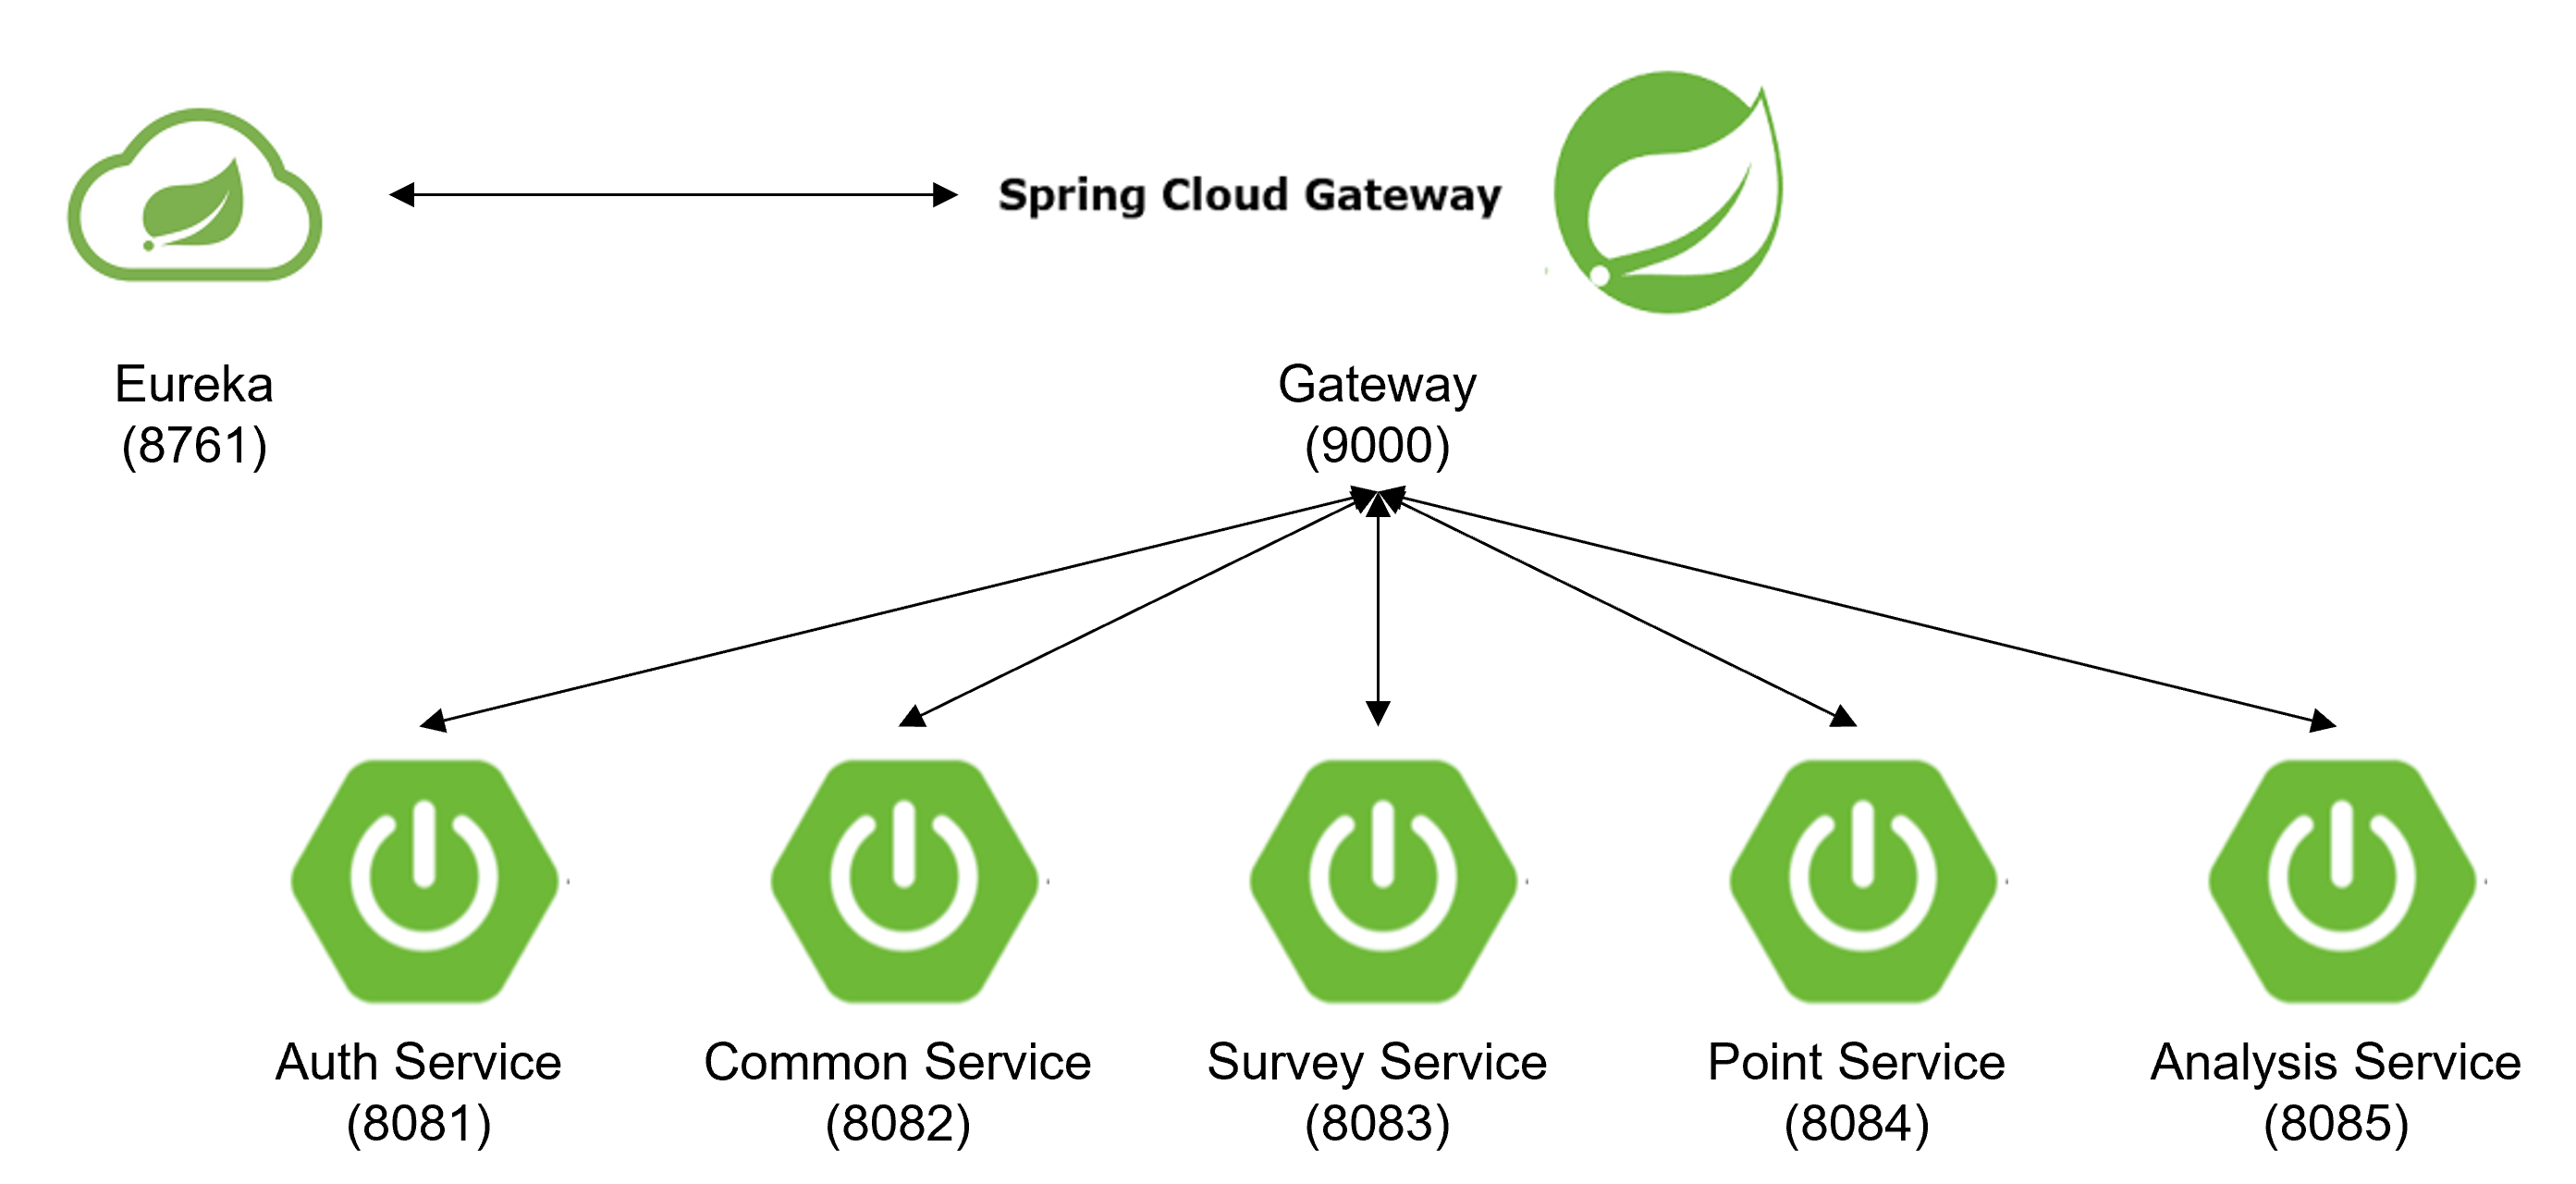 Spring Cloud Gateway
Eureka
(8761)
Gateway
(9000)
Auth Service
(8081)
Common Service
(8082)
Survey Service
(8083)
Point Service
(8084)
Analysis Service
(8085)